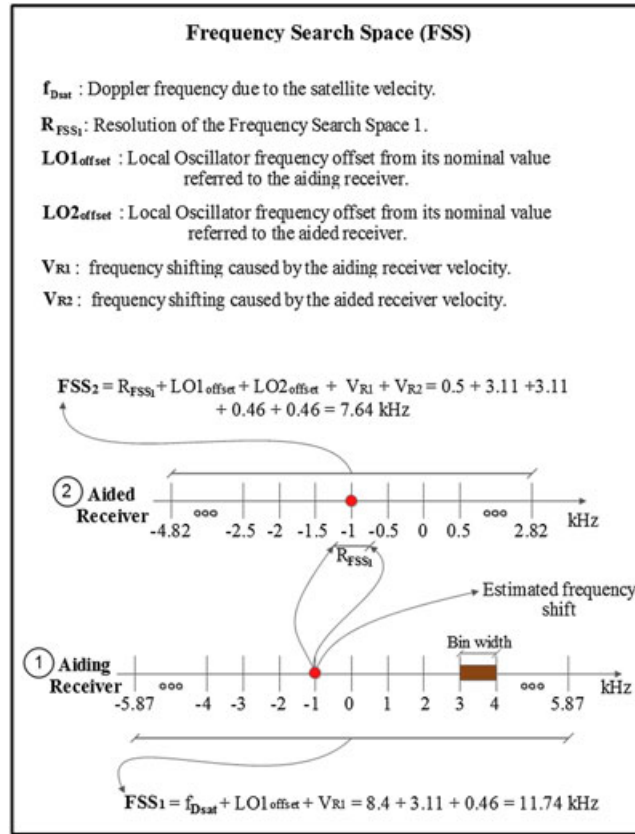 Frequency Search Space (FSS)
fDsat : Doppler frequency due to the satellite velecity.
RFSS1: Resolution of the Frequency Search Space 1.
LO1offset : Local Oscillator frequency offset from its nominal value
referred to the aiding receiver.
LO2offset : Local Oscillator frequency offset from its nominal value
referred to the aided receiver.
VR1 : frequency shifting caused by the aiding receiver velocity.
VR2 : frequency shifting caused by the aided receiver velocity.
FSS2 = RFSS1 + LO1offset + LO2offset + VR1 + VR2 = 0.5 + 3.11 +3.11
+ 0.46 + 0.46 = 7.64 kHz
2 Aided
Receiver
-4.82 ooo -2.5 -2 -1.5 -1 -0.5 0 0.5 ooo 2.82 kHz
RFSS1
Estimated frequency
shift
Bin width
1 Aiding
Receiver
-5.87 ooo -4 -3 -2 -1 0 1 2 3 4 ooo 5.87 kHz
FSS1 = fDsat + LO1offset + VR1 = 8.4 + 3.11 + 0.46 = 11.74 kHz